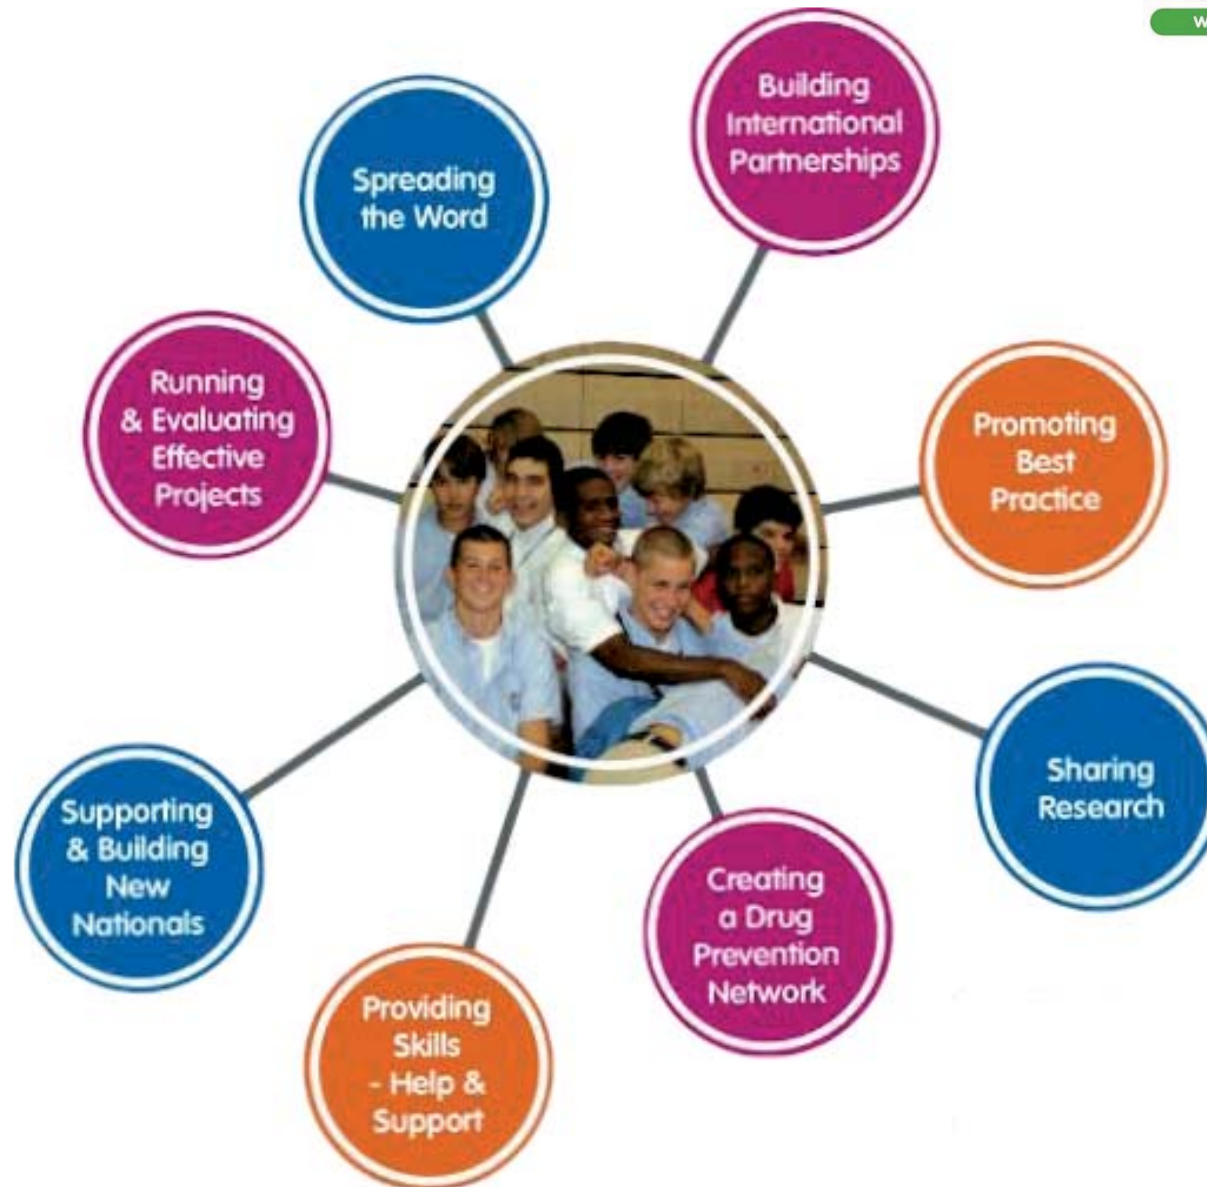 Building
International
Partnerships
Spreading
the Word
Running
& Evaluating
Effective
Projects
Promoting
Best
Practice
Supporting
& Building
New
Nationals
Sharing
Research
Creating
a Drug
Prevention
Network
Providing
Skills
- Help &
Support